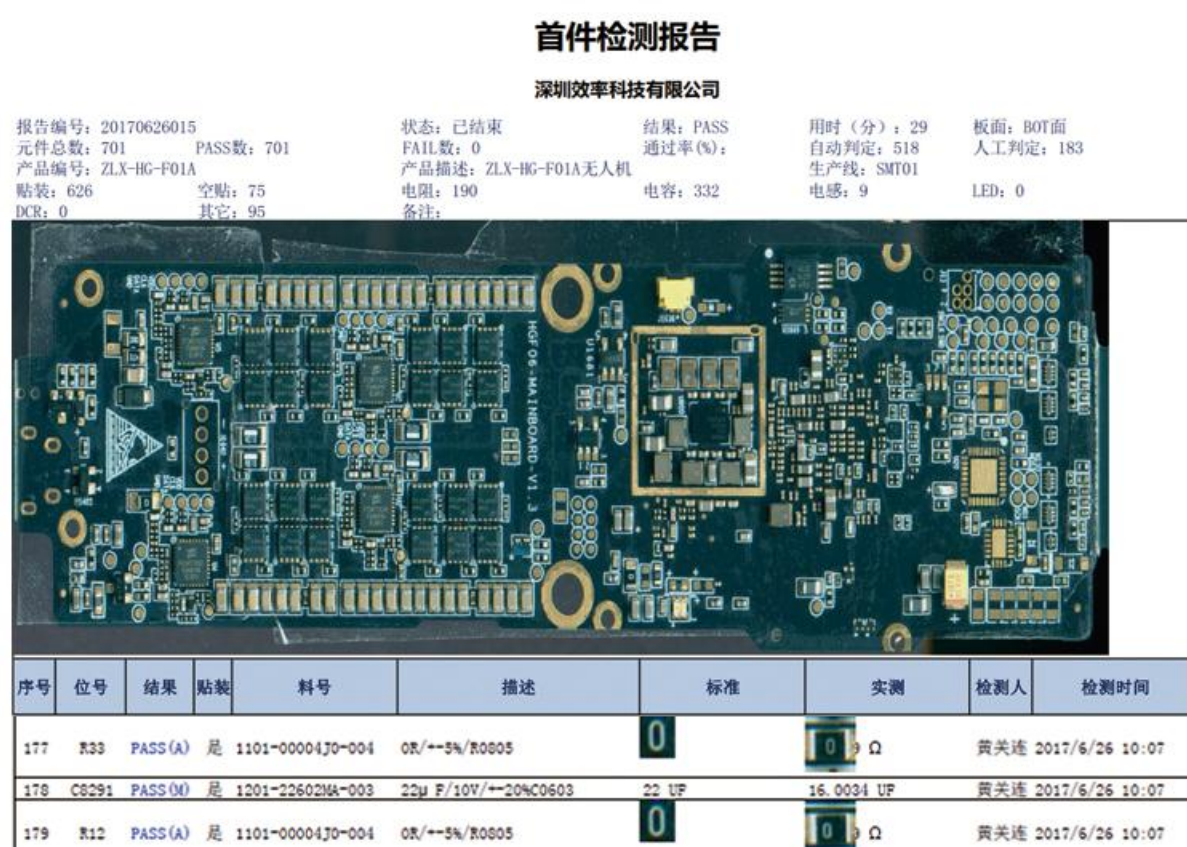 首件检测报告
深圳效率科技有限公司
报告编号：20170626015 状态：已结束 结果：PASS 用时（分）：29 板面：BOT面
元件总数：701 PASS数：701 FAIL数：0 通过率(%)： 自动判定：518 人工判定：183
产品编号：ZLX-HG-F01A 产品描述：ZLX-HG-F01A无人机 生产线：SMT01
贴装：626 空贴：75 电阻：190 电容：332 电感：9 LED：0
DCR：0 其它：95 备注：
HGF 06 MAINBOARD-V1.3
序号 位号 结果 贴装 料号 描述 标准 实测 检测人 检测时间
177 R33 PASS(A) 是 1101-00004J0-004 0R/+-5%/R0805 0 0 Ω 黄关连 2017/6/26 10:07
178 C8291 PASS(M) 是 1201-22602MA-003 22μ F/10V/+-20%C0603 22 UF 16.0034 UF 黄关连 2017/6/26 10:07
179 R12 PASS(A) 是 1101-00004J0-004 0R/+-5%/R0805 0 0 Ω 黄关连 2017/6/26 10:07